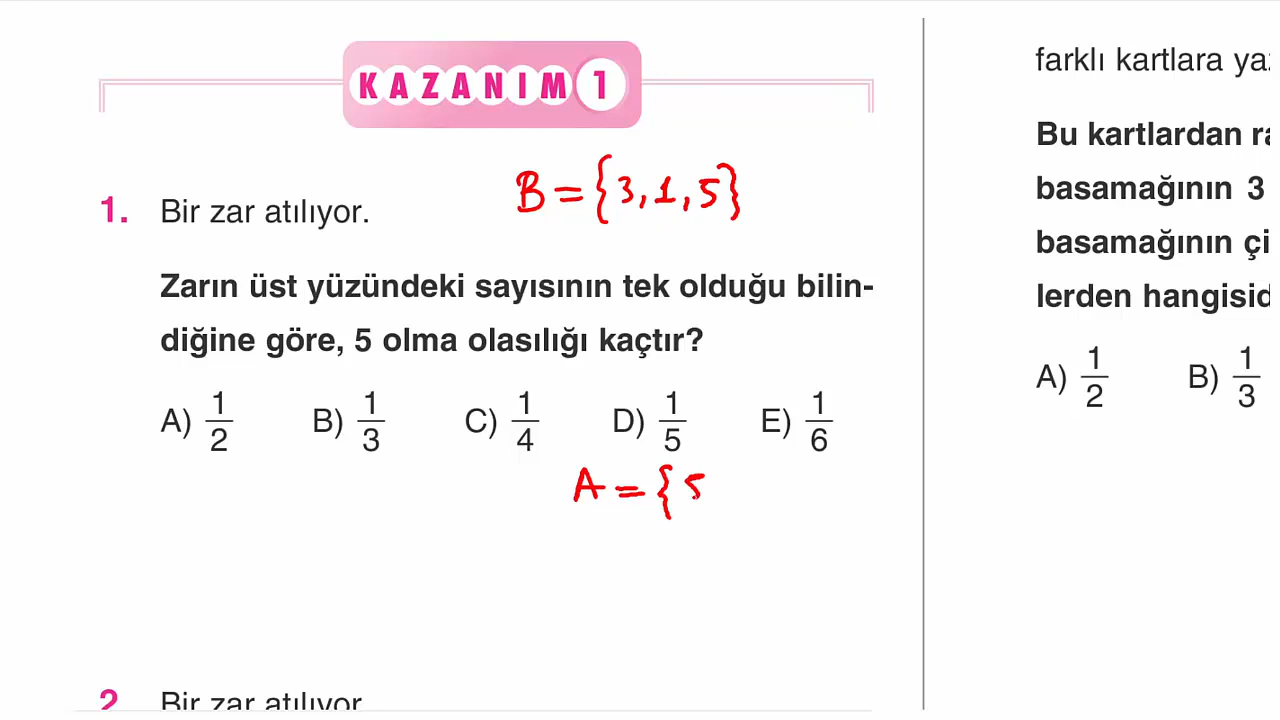 KAZANIM 1
B = {3, 1, 5}
1. Bir zar atılıyor.
Zarın üst yüzündeki sayısının tek olduğu bilin-
diğine göre, 5 olma olasılığı kaçtır?
A) 1/2 B) 1/3 C) 1/4 D) 1/5 E) 1/6
A = {5
2 Bir zar atılıyor
farklı kartlara ya
Bu kartlardan ra
basamağının 3
basamağının çi
lerden hangisid
A) 1/2 B) 1/3